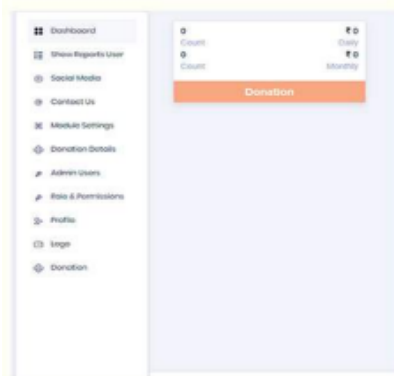 Dashboard
Show Reports User
Social Media
Contact Us
Module Settings
Donation Details
Admin Users
Role & Permissions
Profile
Logo
Donation
0 ₹ 0
Count Daily
0 ₹ 0
Count Monthly
Donation